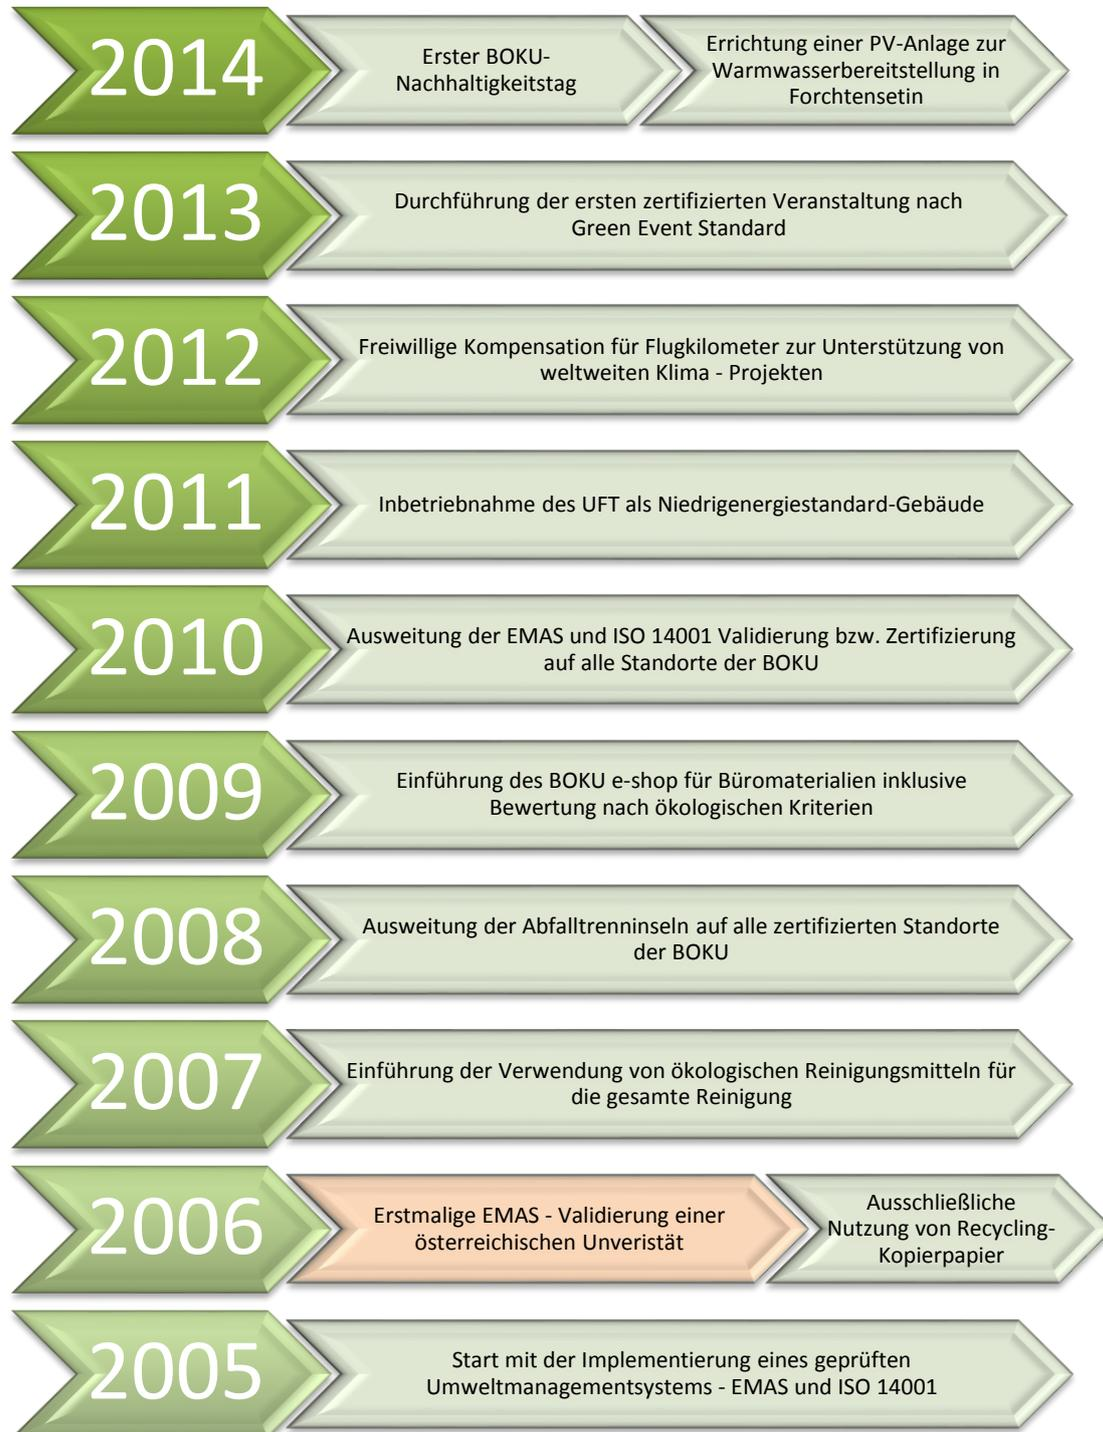 2014
Erster BOKU-
Nachhaltigkeitstag
Errichtung einer PV-Anlage zur
Warmwasserbereitstellung in
Forchtensetin
2013
Durchführung der ersten zertifizierten Veranstaltung nach
Green Event Standard
2012
Freiwillige Kompensation für Flugkilometer zur Unterstützung von
weltweiten Klima - Projekten
2011
Inbetriebnahme des UFT als Niedrigenergiestandard-Gebäude
2010
Ausweitung der EMAS und ISO 14001 Validierung bzw. Zertifizierung
auf alle Standorte der BOKU
2009
Einführung des BOKU e-shop für Büromaterialien inklusive
Bewertung nach ökologischen Kriterien
2008
Ausweitung der Abfalltrenninseln auf alle zertifizierten Standorte
der BOKU
2007
Einführung der Verwendung von ökologischen Reinigungsmitteln für
die gesamte Reinigung
2006
Erstmalige EMAS - Validierung einer
österreichischen Unveristät
Ausschließliche
Nutzung von Recycling-
Kopierpapier
2005
Start mit der Implementierung eines geprüften
Umweltmanagementsystems - EMAS und ISO 14001